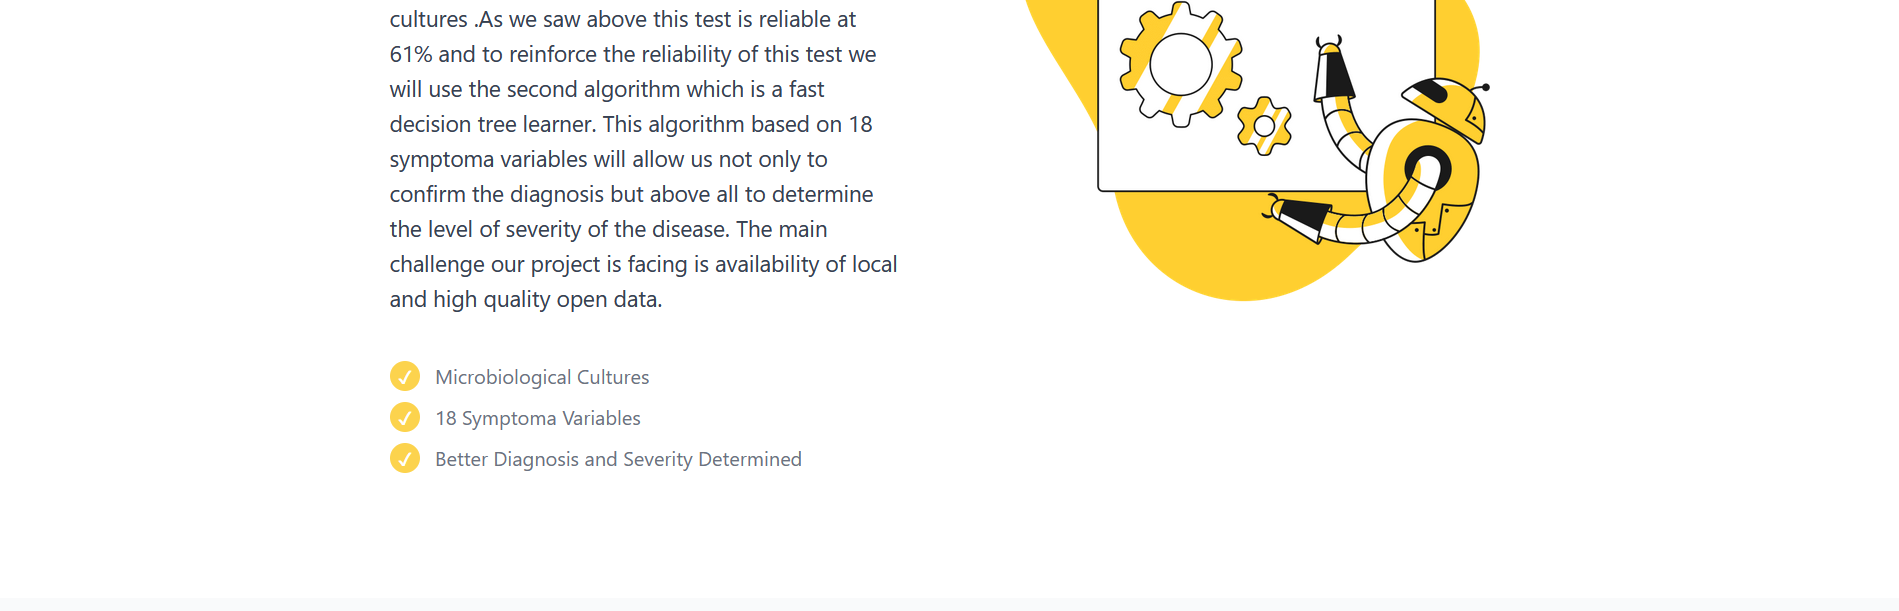 cultures .As we saw above this test is reliable at
61% and to reinforce the reliability of this test we
will use the second algorithm which is a fast
decision tree learner. This algorithm based on 18
symptoma variables will allow us not only to
confirm the diagnosis but above all to determine
the level of severity of the disease. The main
challenge our project is facing is availability of local
and high quality open data.
Microbiological Cultures
18 Symptoma Variables
Better Diagnosis and Severity Determined